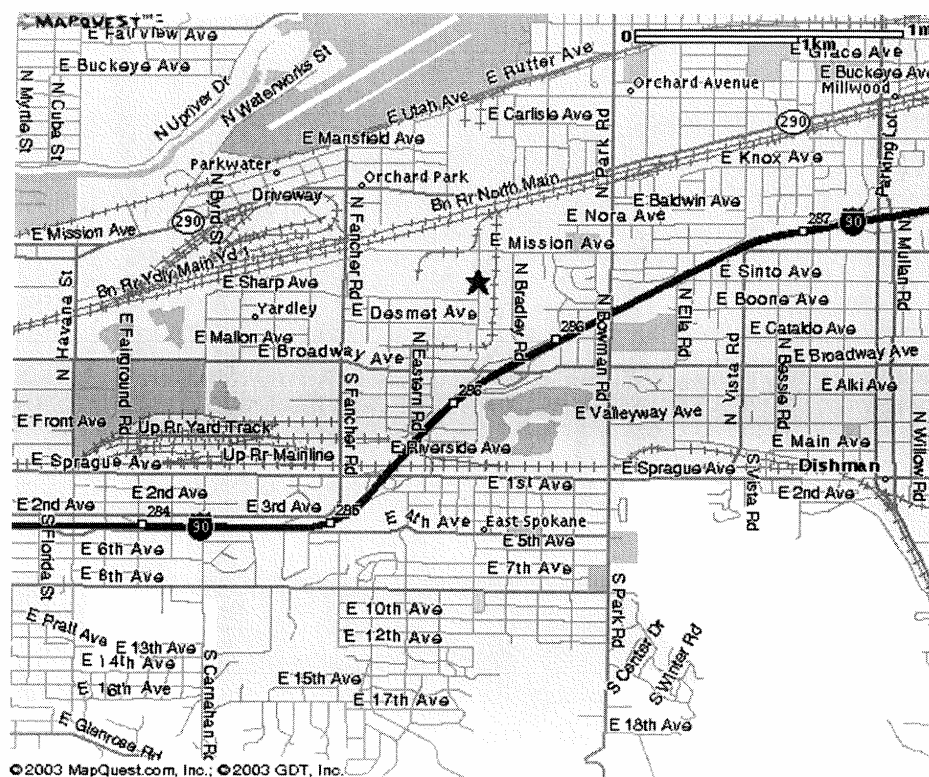 MAPQUEST
0 1m
1km
E Fairview Ave
E Buckeye Ave
N Myrtle St
N Cuba St
N Upriver Dr
N Waterworks St
E Rutter Ave
E Utah Ave
E Grace Ave
E Buckeye Ave
Orchard Avenue
Millwood
E Carlisle Ave
290
E Mansfield Ave
N Park Rd
Parking Lot
E Knox Ave
Parkwater
Orchard Park
Driveway
N Byrd St
290
Bn Rr North Main
E Baldwin Ave
E Nora Ave
287
90
E Mission Ave
N Fancher Rd
E Mission Ave
N Mullan Rd
Bn Rr Ydly Main Yd 1
E Sinto Ave
N Havana St
E Sharp Ave
N Bradley Rd
E Boone Ave
Yardley
E Desmet Ave
N Bowman Rd
N Ella Rd
E Cataldo Ave
E Fairground Rd
E Mallon Ave
286
N Vista Rd
N Bessie Rd
E Broadway Ave
E Broadway Ave
N Eastern Rd
S Fancher Rd
E Alki Ave
E Front Ave
E Valleyway Ave
N Willow Rd
Up Rr Yard Track
E Riverside Ave
E Main Ave
Up Rr Mainline
E Sprague Ave
E Sprague Ave
Dishman
E 1st Ave
S Vista Rd
E 2nd Ave
E 2nd Ave
E 2nd Ave
E 3rd Ave
285
E 4th Ave
East Spokane
284
90
S Florida St
E 5th Ave
E 6th Ave
E 7th Ave
E 8th Ave
S Park Rd
E 10th Ave
E Pratt Ave
E 12th Ave
E 13th Ave
S Center Dr
S Winter Rd
E 14th Ave
S Carnahan Rd
E 15th Ave
E 16th Ave
E 17th Ave
E 18th Ave
E Glenrose Rd
©2003 MapQuest.com, Inc.; ©2003 GDT, Inc.